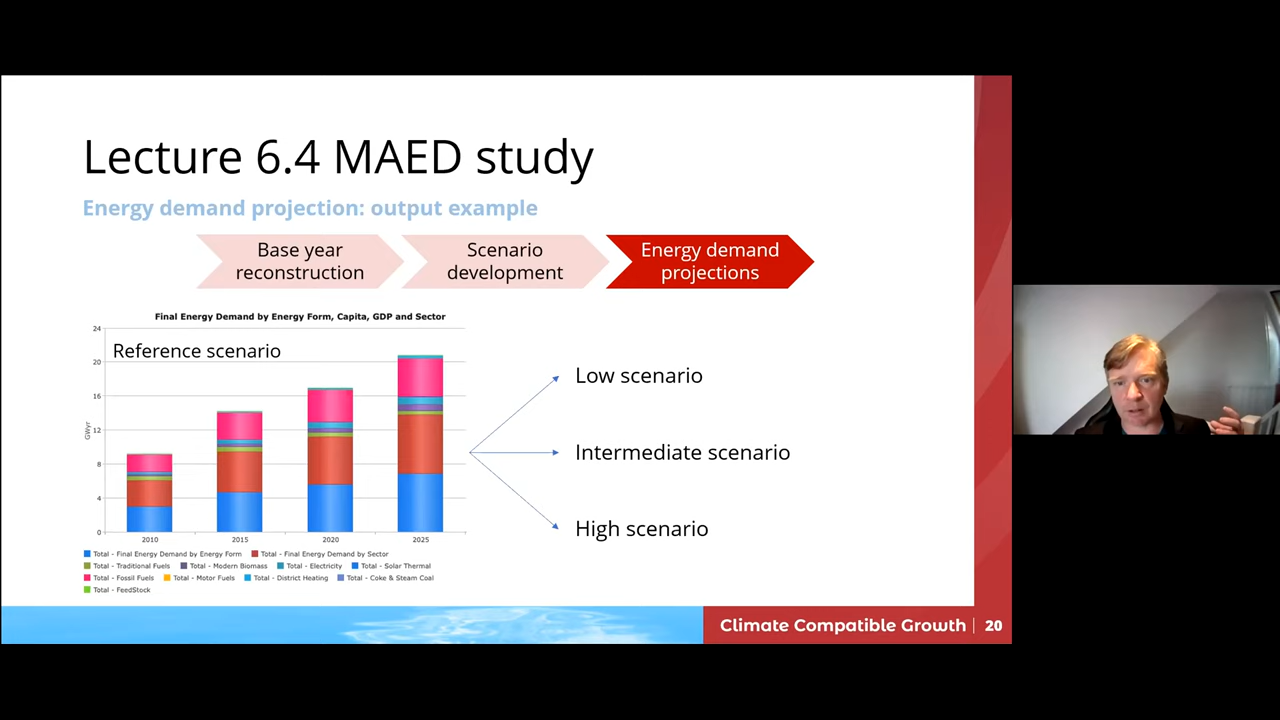 Lecture 6.4 MAED study
Energy demand projection: output example
Base year
reconstruction
Scenario
development
Energy demand
projections
Final Energy Demand by Energy Form, Capita, GDP and Sector
Reference scenario
24
20
16
12
8
4
0
GWyr
2010 2015 2020 2025
Total - Final Energy Demand by Energy Form Total - Final Energy Demand by Sector
Total - Traditional Fuels Total - Modern Biomass Total - Electricity Total - Solar Thermal
Total - Fossil Fuels Total - Motor Fuels Total - District Heating Total - Coke & Steam Coal
Total - FeedStock
Low scenario
Intermediate scenario
High scenario
Climate Compatible Growth 20